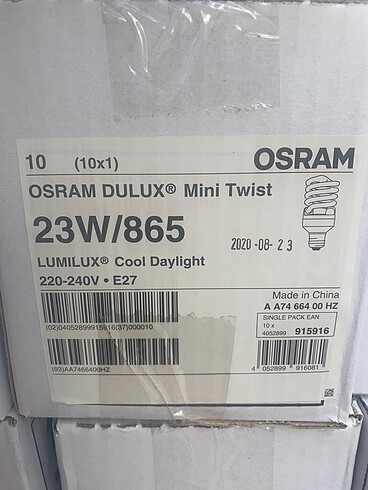 10 (10x1)
OSRAM
OSRAM DULUX® Mini Twist
23W/865
2020-08-23
LUMILUX® Cool Daylight
220-240V • E27
Made in China
A A74 664 00 HZ
SINGLE PACK EAN
10 x
4052899 915916
(02)04052899915916(37)000010
(93)AA7466400HZ
4 052899 916081